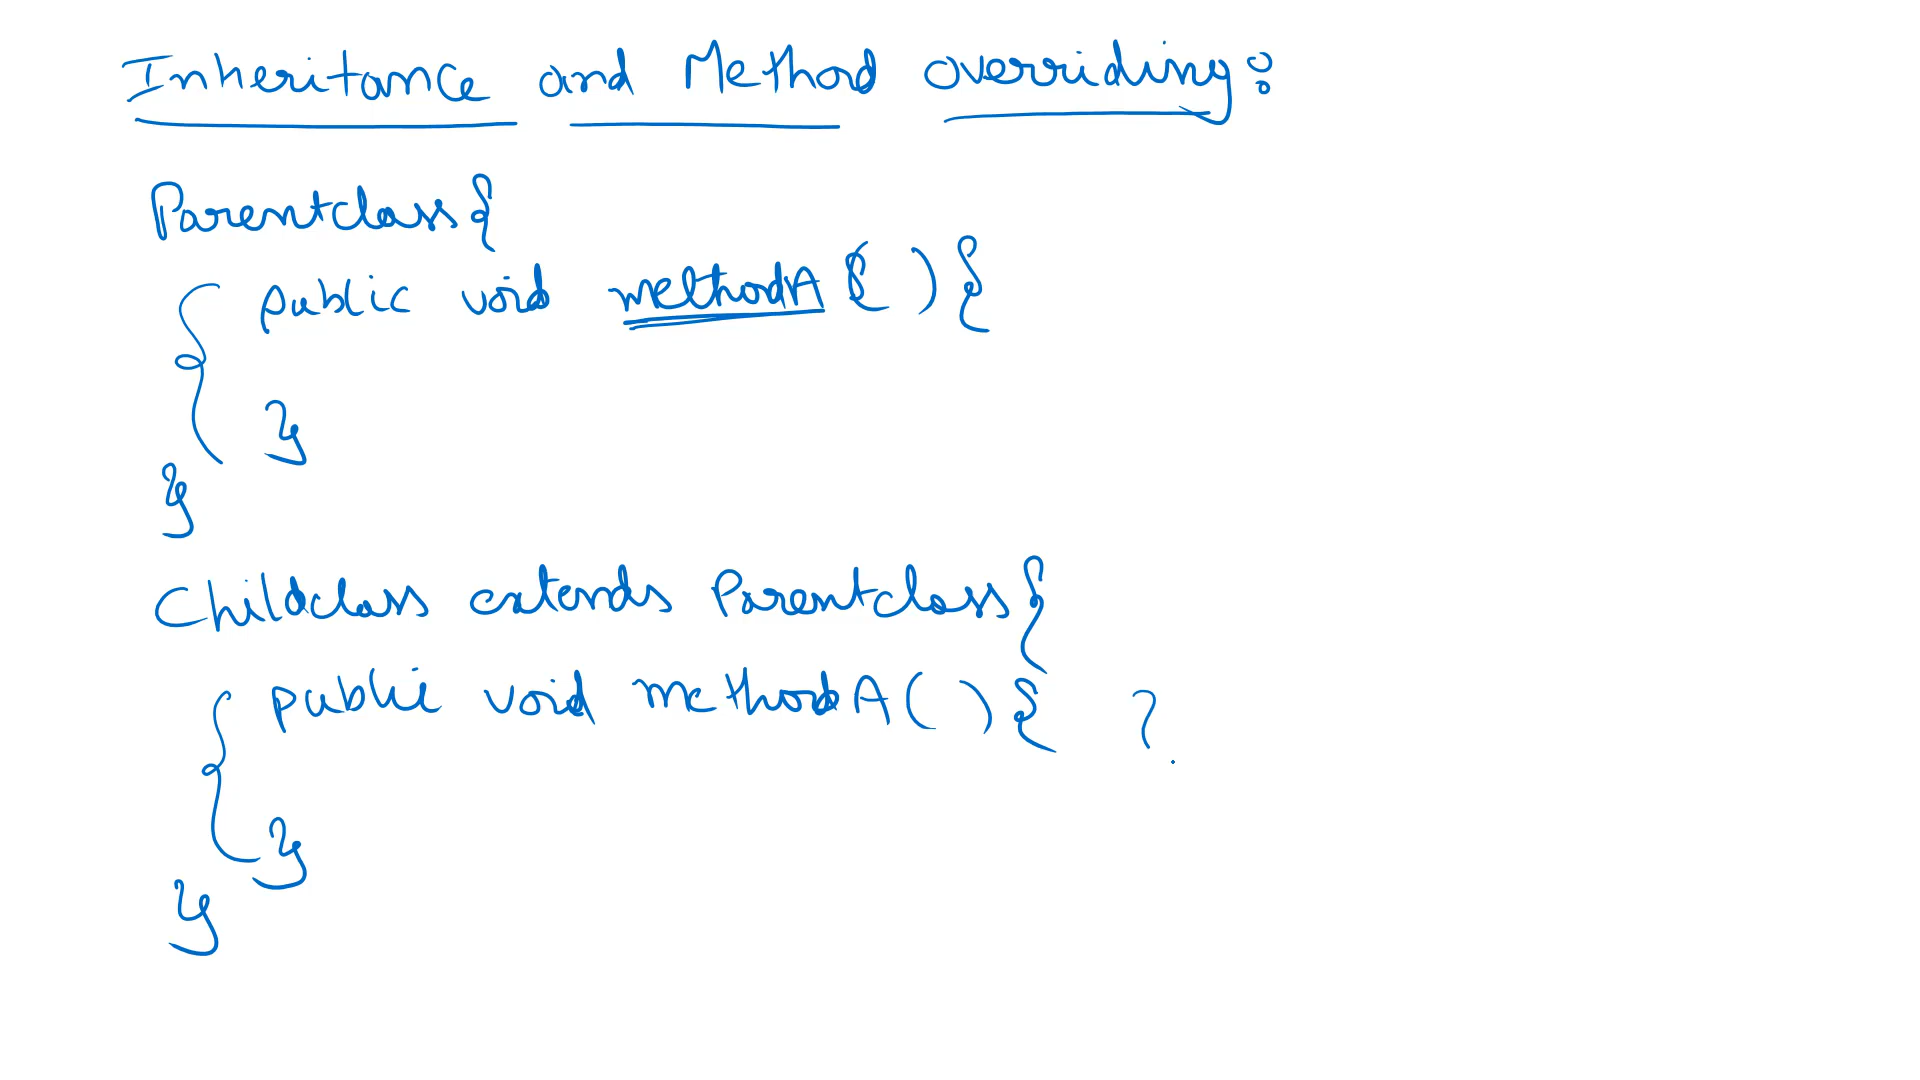 Inheritance and Method overriding:
Parentclass{
public void methodA( ){
}
}
Childclass extends Parentclass{
public void methodA( ){ ?
}
}